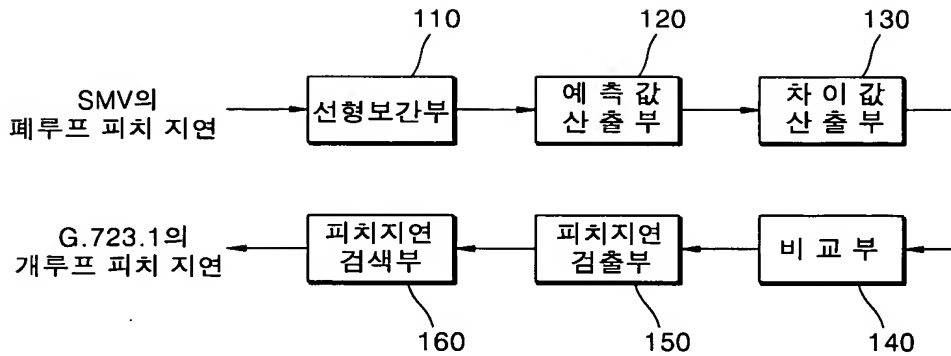 110
120
130
SMV의
폐루프 피치 지연
선형보간부
예 측 값
산 출 부
차 이 값
산 출 부
G.723.1의
개루프 피치 지연
피치지연
검색부
피치지연
검출부
비 교 부
160
150
140